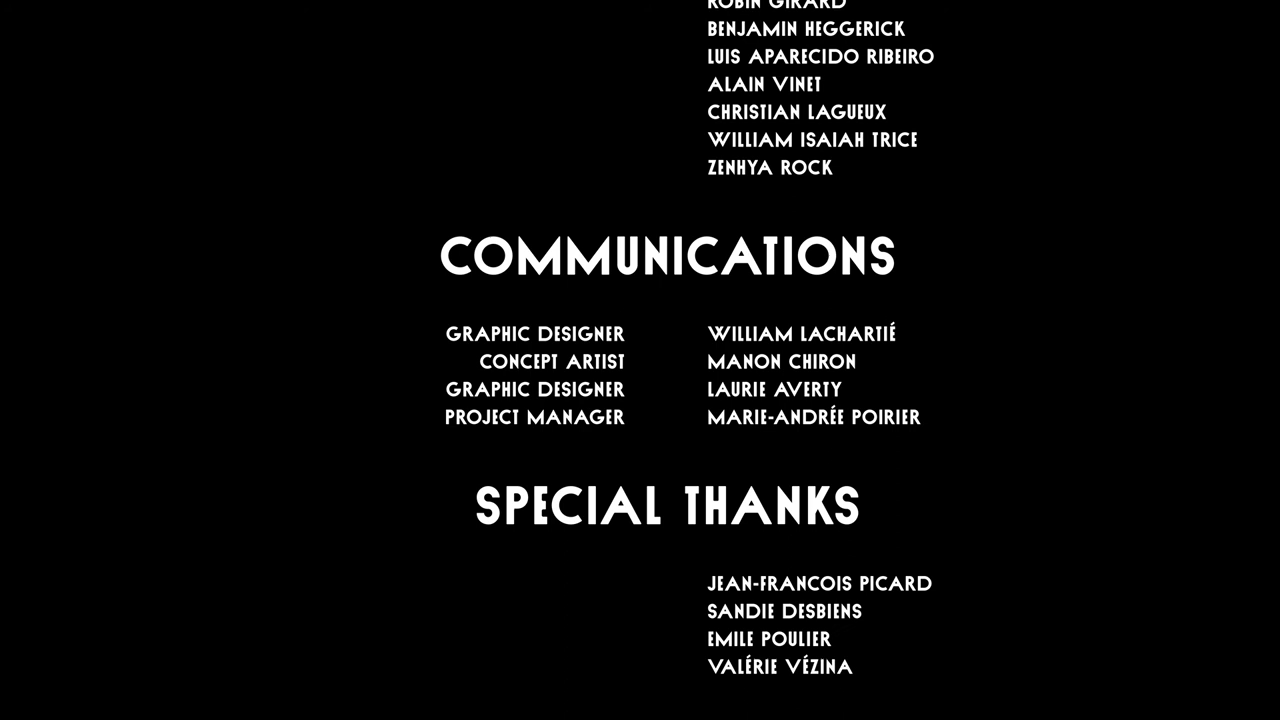 ROBIN GIRARD
BENJAMIN HEGGERICK
LUIS APARECIDO RIBEIRO
ALAIN VINET
CHRISTIAN LAGUEUX
WILLIAM ISAIAH TRICE
ZENHYA ROCK
COMMUNICATIONS
GRAPHIC DESIGNER WILLIAM LACHARTIÉ
CONCEPT ARTIST MANON CHIRON
GRAPHIC DESIGNER LAURIE AVERTY
PROJECT MANAGER MARIE-ANDRÉE POIRIER
SPECIAL THANKS
JEAN-FRANCOIS PICARD
SANDIE DESBIENS
EMILE POULIER
VALÉRIE VÉZINA